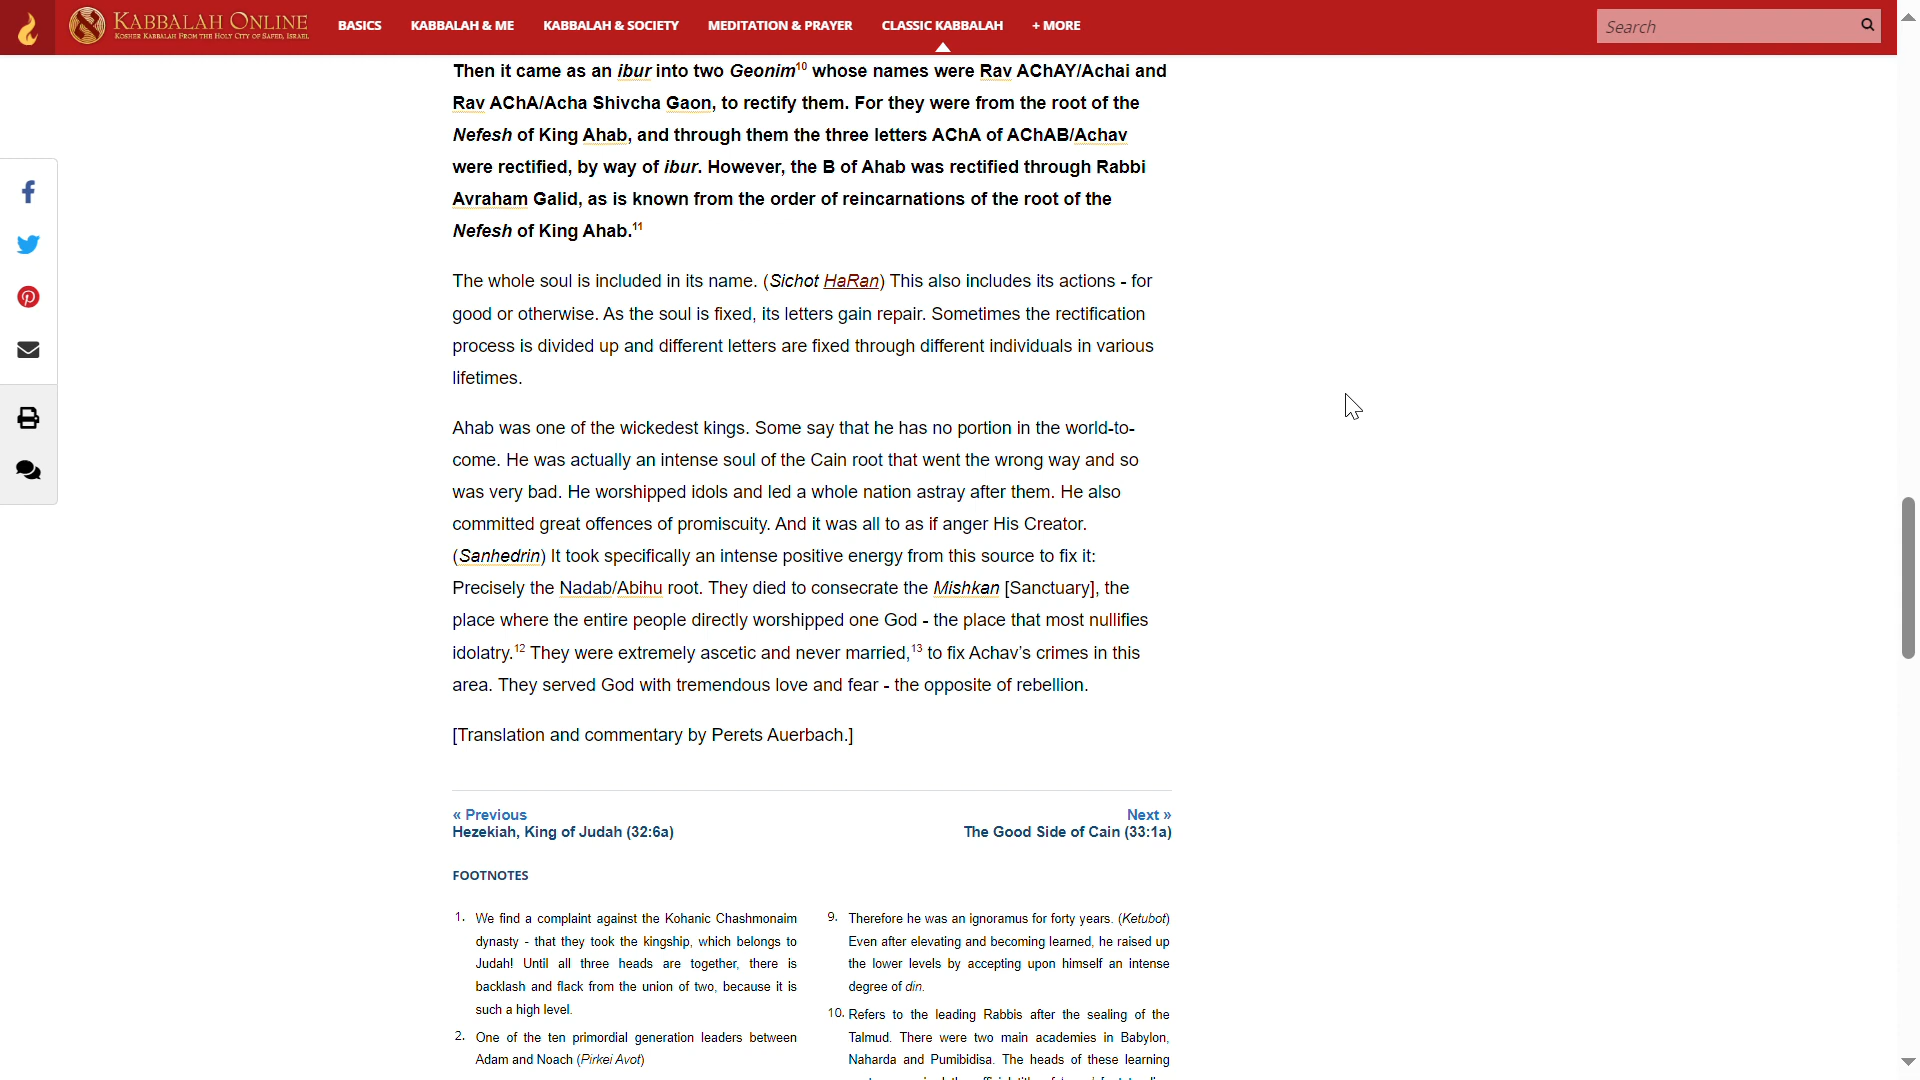 KABBALAH ONLINE
KOSHER KABBALAH FROM THE HOLY CITY OF SAFED, ISRAEL
BASICS
KABBALAH & ME
KABBALAH & SOCIETY
MEDITATION & PRAYER
CLASSIC KABBALAH
+ MORE
Search
Then it came as an ibur into two Geonim10 whose names were Rav AChAY/Achai and
Rav AChA/Acha Shivcha Gaon, to rectify them. For they were from the root of the
Nefesh of King Ahab, and through them the three letters AChA of AChAB/Achav
were rectified, by way of ibur. However, the B of Ahab was rectified through Rabbi
Avraham Galid, as is known from the order of reincarnations of the root of the
Nefesh of King Ahab.11
The whole soul is included in its name. (Sichot HaRan) This also includes its actions - for
good or otherwise. As the soul is fixed, its letters gain repair. Sometimes the rectification
process is divided up and different letters are fixed through different individuals in various
lifetimes.
Ahab was one of the wickedest kings. Some say that he has no portion in the world-to-
come. He was actually an intense soul of the Cain root that went the wrong way and so
was very bad. He worshipped idols and led a whole nation astray after them. He also
committed great offences of promiscuity. And it was all to as if anger His Creator.
(Sanhedrin) It took specifically an intense positive energy from this source to fix it:
Precisely the Nadab/Abihu root. They died to consecrate the Mishkan [Sanctuary], the
place where the entire people directly worshipped one God - the place that most nullifies
idolatry.12 They were extremely ascetic and never married,13 to fix Achav's crimes in this
area. They served God with tremendous love and fear - the opposite of rebellion.
[Translation and commentary by Perets Auerbach.]
« Previous
Hezekiah, King of Judah (32:6a)
Next »
The Good Side of Cain (33:1a)
FOOTNOTES
1. We find a complaint against the Kohanic Chashmonaim
dynasty - that they took the kingship, which belongs to
Judah! Until all three heads are together, there is
backlash and flack from the union of two, because it is
such a high level.
2. One of the ten primordial generation leaders between
Adam and Noach (Pirkei Avot)
9. Therefore he was an ignoramus for forty years. (Ketubot)
Even after elevating and becoming learned, he raised up
the lower levels by accepting upon himself an intense
degree of din.
10. Refers to the leading Rabbis after the sealing of the
Talmud. There were two main academies in Babylon,
Naharda and Pumibidisa. The heads of these learning